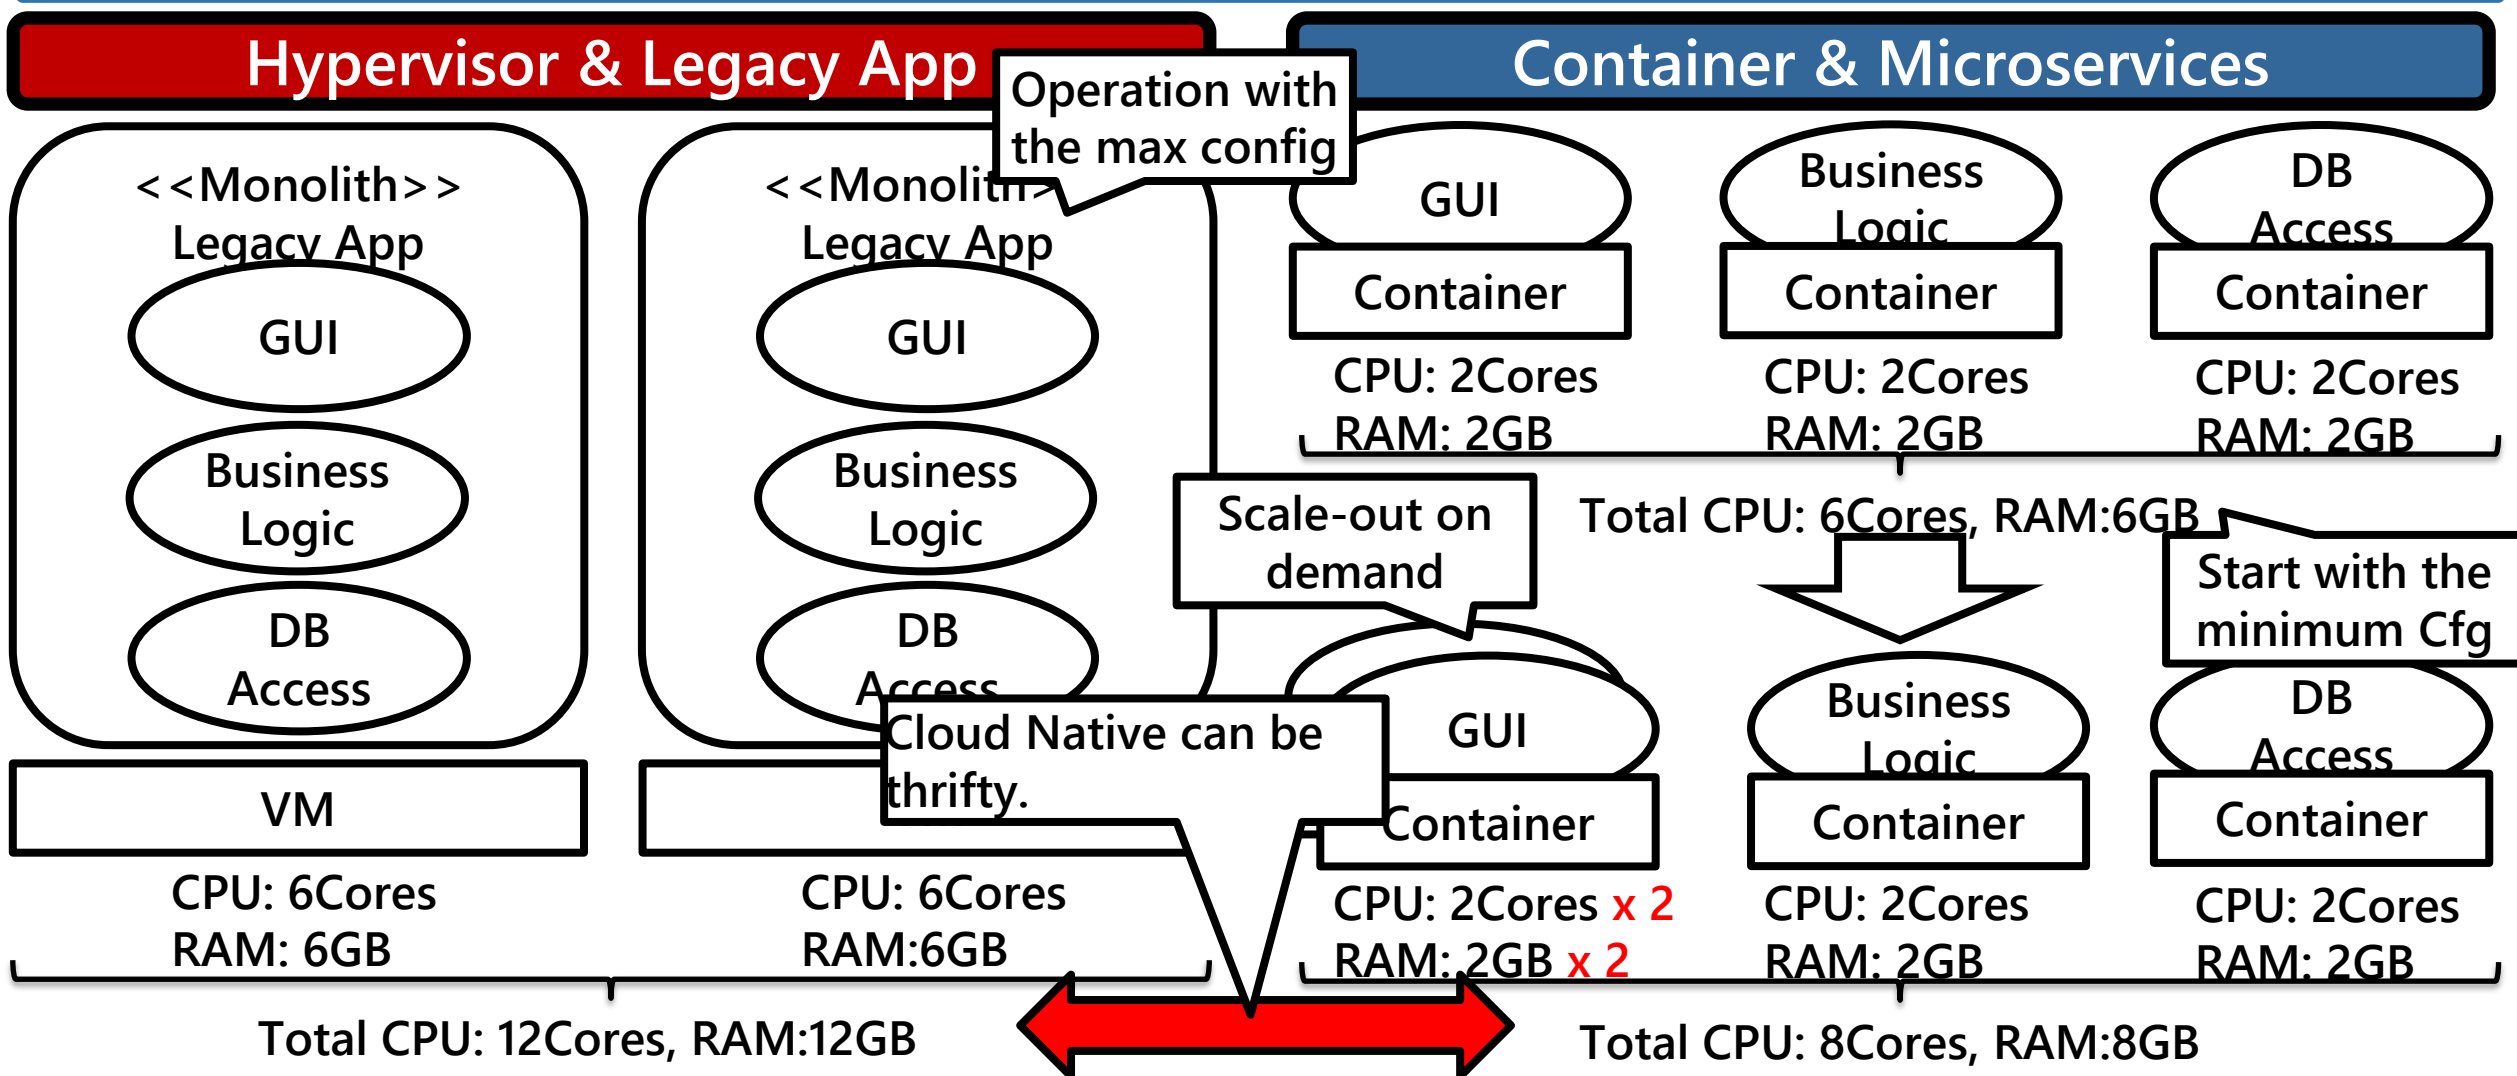 Hypervisor & Legacy App
Container & Microservices
Operation with
the max config
<<Monolith>>
Legacy App
GUI
Business
Logic
DB
Access
VM
CPU: 6Cores
RAM: 6GB
<<Monolith>
Legacy App
GUI
Business
Logic
DB
Access
CPU: 6Cores
RAM:6GB
Total CPU: 12Cores, RAM:12GB
Cloud Native can be
thrifty.
GUI
Container
CPU: 2Cores
RAM: 2GB
Business
Logic
Container
CPU: 2Cores
RAM: 2GB
DB
Access
Container
CPU: 2Cores
RAM: 2GB
Total CPU: 6Cores, RAM:6GB
Scale-out on
demand
Start with the
minimum Cfg
GUI
Container
CPU: 2Cores x 2
RAM: 2GB x 2
Business
Logic
Container
CPU: 2Cores
RAM: 2GB
DB
Access
Container
CPU: 2Cores
RAM: 2GB
Total CPU: 8Cores, RAM:8GB